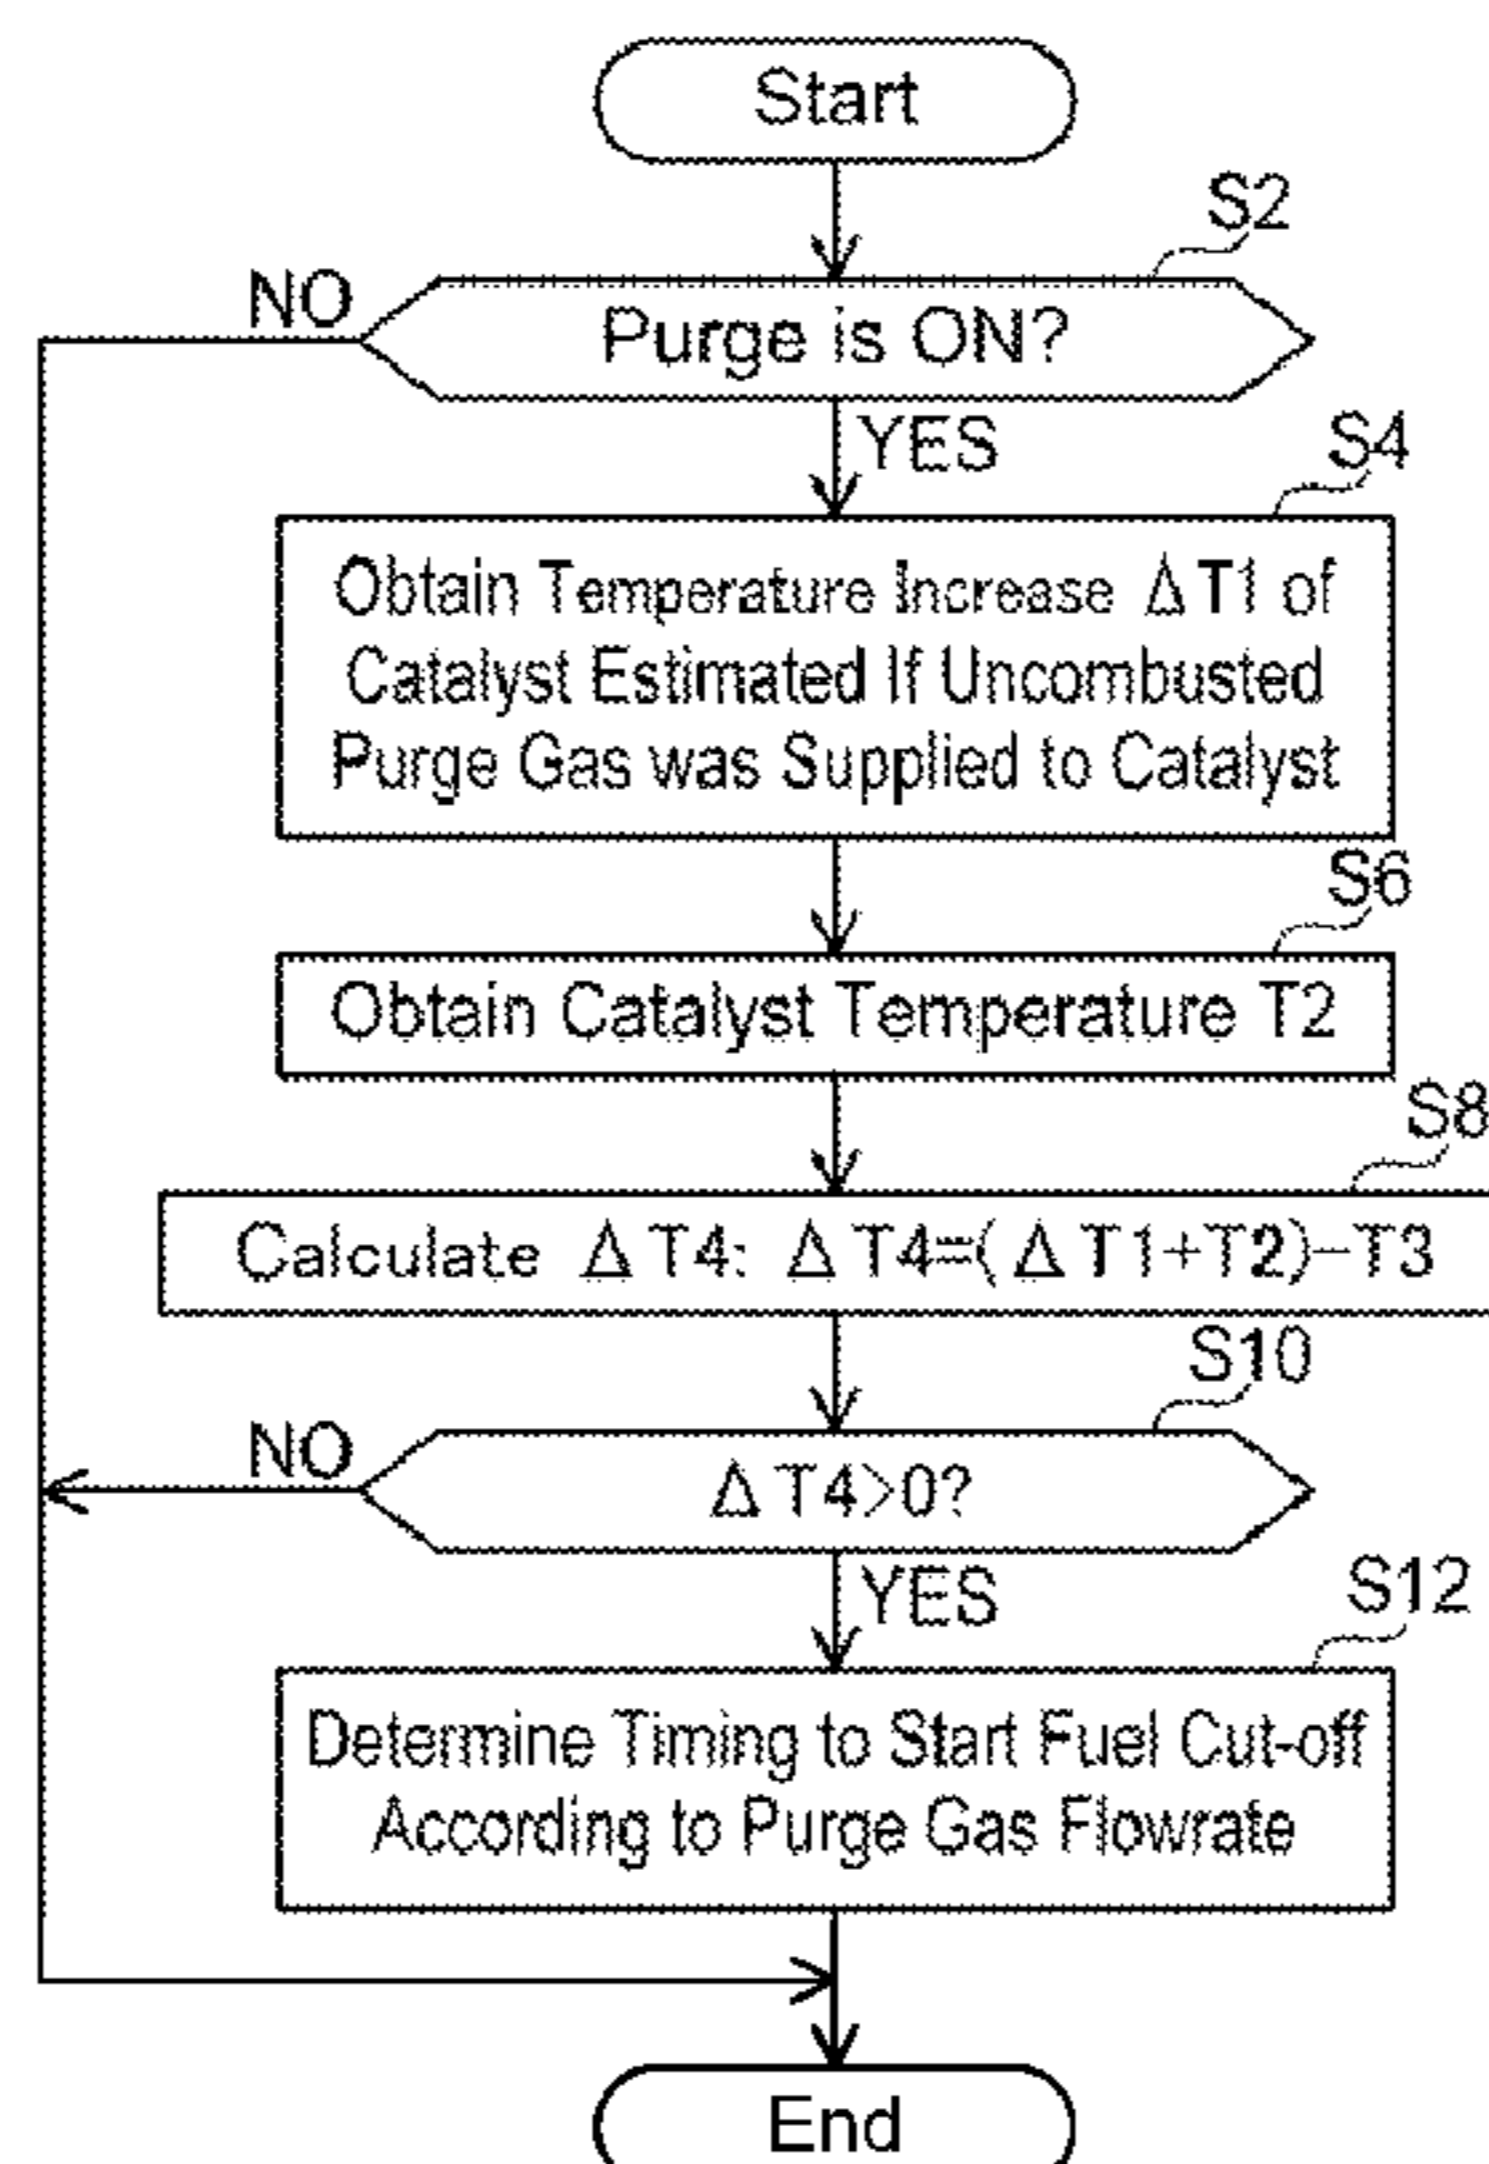 Start
S2
NO
Purge is ON?
YES
S4
Obtain Temperature Increase ΔT1 of
Catalyst Estimated If Uncombusted
Purge Gas was Supplied to Catalyst
S6
Obtain Catalyst Temperature T2
S8
Calculate ΔT4: ΔT4=(ΔT1+T2)-T3
S10
NO
ΔT4>0?
YES
S12
Determine Timing to Start Fuel Cut-off
According to Purge Gas Flowrate
End